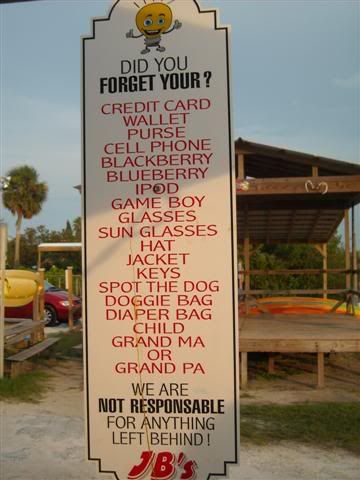 DID YOU
FORGET YOUR?
CREDIT CARD
WALLET
PURSE
CELL PHONE
BLACKBERRY
BLUEBERRY
IPOD
GAME BOY
GLASSES
SUN GLASSES
HAT
JACKET
KEYS
SPOT THE DOG
DOGGIE BAG
DIAPER BAG
CHILD
GRAND MA
OR
GRAND PA
WE ARE
NOT RESPONSABLE
FOR ANYTHING
LEFT BEHIND!
JB's